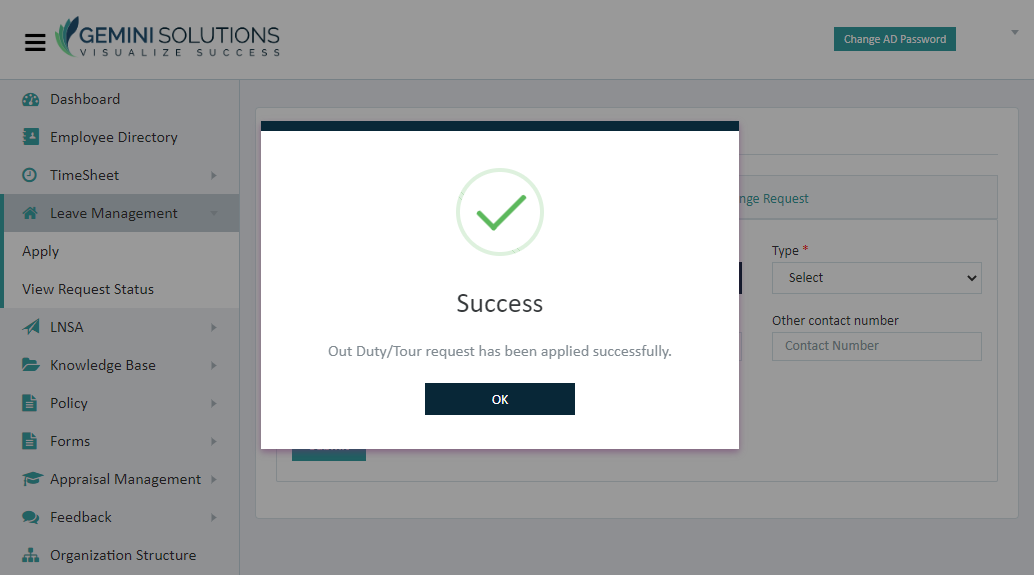 GEMINI SOLUTIONS
VISUALIZE SUCCESS
Change AD Password
Dashboard
Employee Directory
TimeSheet
Leave Management
Apply
View Request Status
LNSA
Knowledge Base
Policy
Forms
Appraisal Management
Feedback
Organization Structure
Request
Type *
Select
Other contact number
Contact Number
Success
Out Duty/Tour request has been applied successfully.
OK